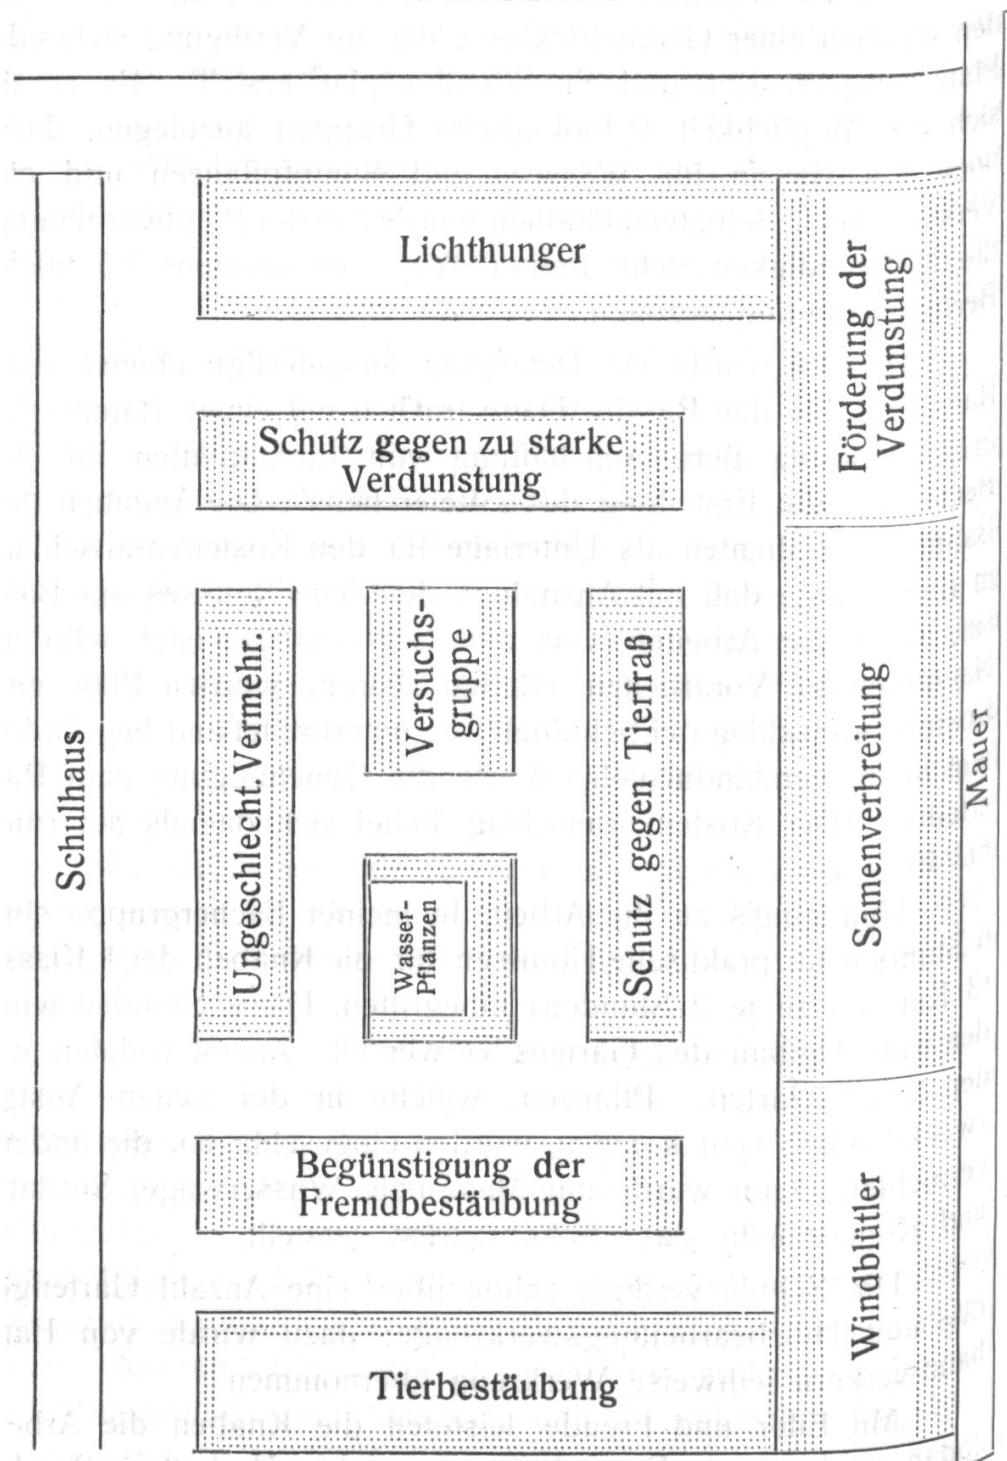 Lichthunger
Förderung der
Verdunstung
Schutz gegen zu starke
Verdunstung
Schulhaus
Ungeschlecht. Vermehr.
Versuchs-
gruppe
Wasser-
Pflanzen
Schutz gegen Tierfraß
Samenverbreitung
Mauer
Begünstigung der
Fremdbestäubung
Windblütler
Tierbestäubung